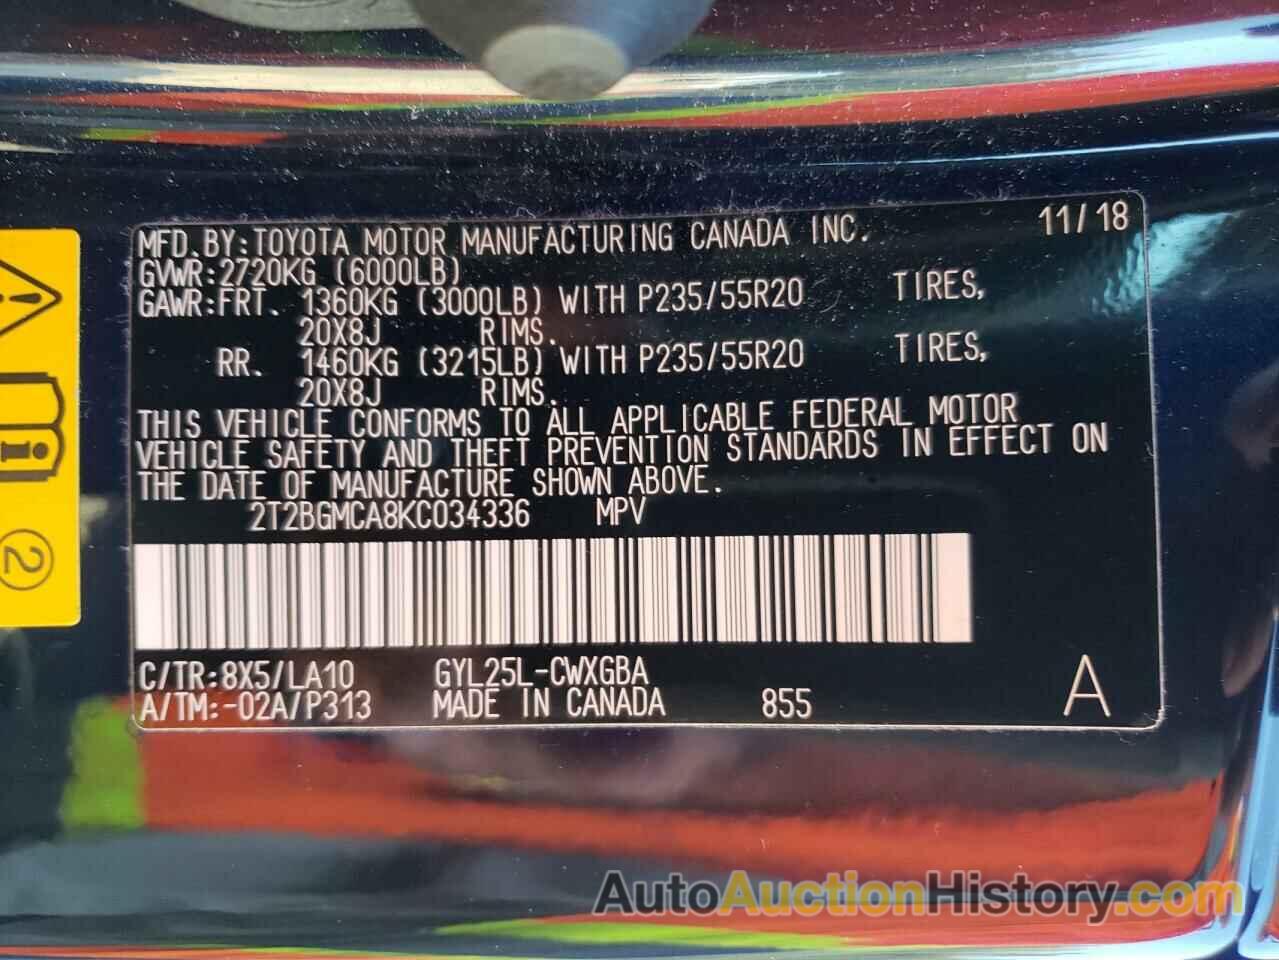 MFD.BY:TOYOTA MOTOR MANUFACTURING CANADA INC. 11/18
GVWR:2720KG (6000LB)
GAWR:FRT. 1360KG (3000LB) WITH P235/55R20 TIRES,
20X8J RIMS.
RR. 1460KG (3215LB) WITH P235/55R20 TIRES,
20X8J RIMS.
THIS VEHICLE CONFORMS TO ALL APPLICABLE FEDERAL MOTOR
VEHICLE SAFETY AND THEFT PREVENTION STANDARDS IN EFFECT ON
THE DATE OF MANUFACTURE SHOWN ABOVE.
2T2BGMCA8KC034336 MPV
C/TR:8X5/LA10 GYL25L-CWXGBA
A/TM:-02A/P313 MADE IN CANADA 855 A
2
AutoAuctionHistory.com